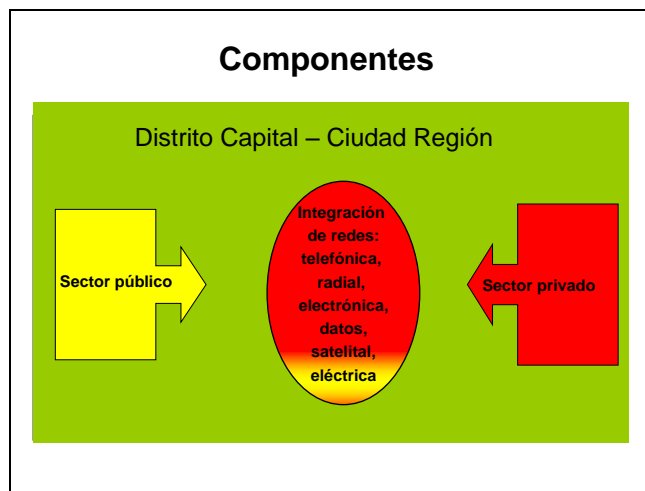 Componentes
Distrito Capital – Ciudad Región
Sector público
Integración
de redes:
telefónica,
radial,
electrónica,
datos,
satelital,
eléctrica
Sector privado